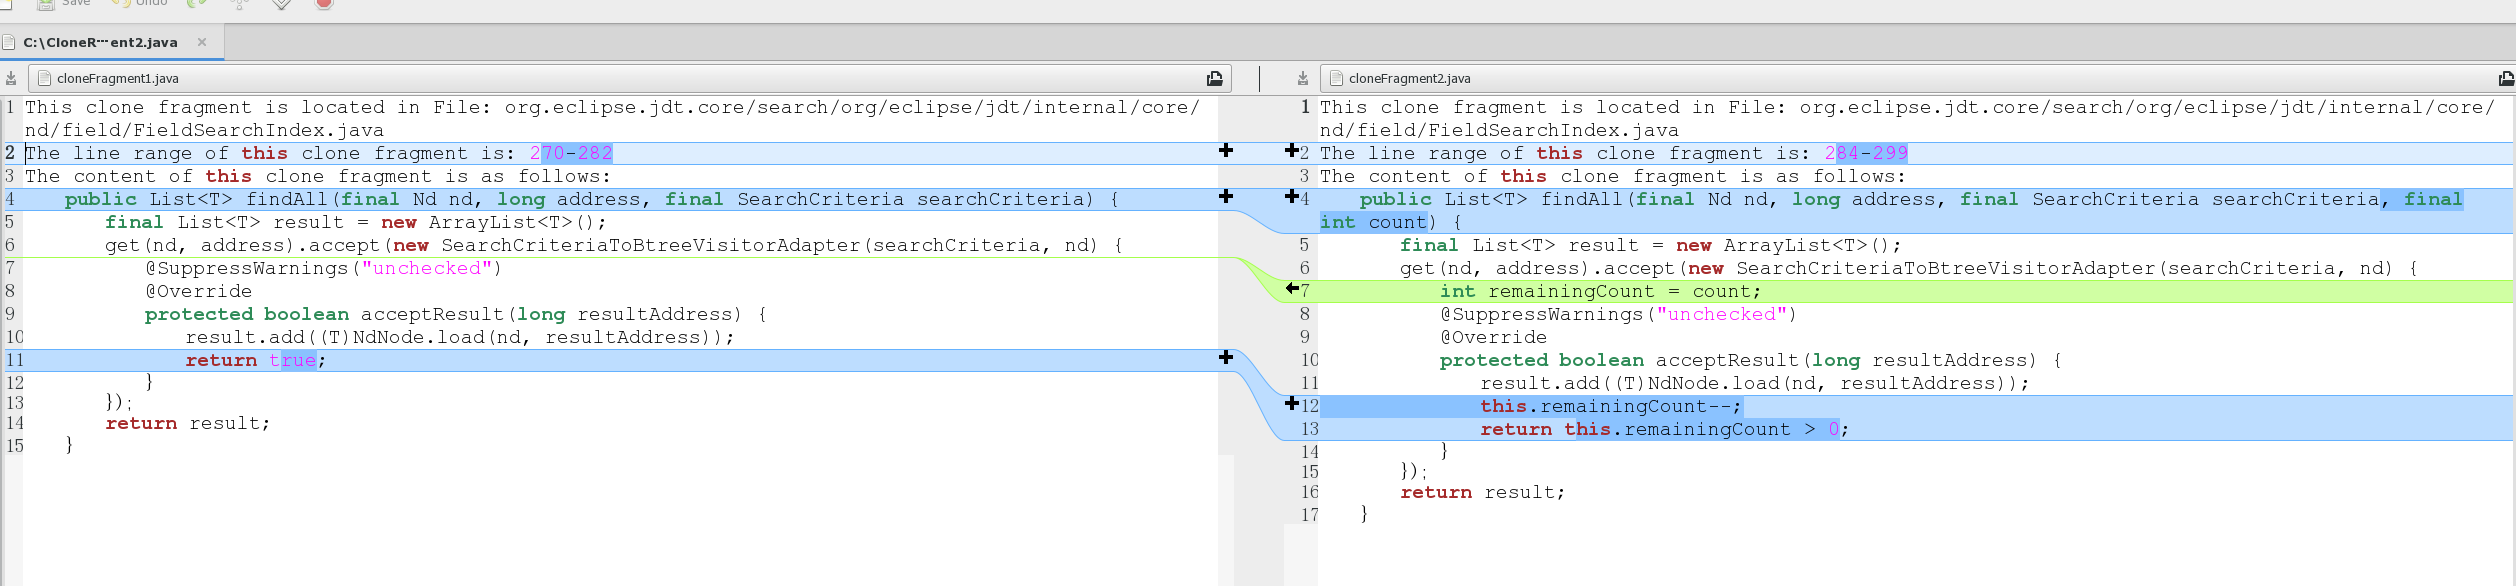 Save Undo
C:\CloneR···ent2.java ×
cloneFragment1.java
1 This clone fragment is located in File: org.eclipse.jdt.core/search/org/eclipse/jdt/internal/core/
nd/field/FieldSearchIndex.java
2 The line range of this clone fragment is: 270-282
3 The content of this clone fragment is as follows:
4 public List<T> findAll(final Nd nd, long address, final SearchCriteria searchCriteria) {
5 final List<T> result = new ArrayList<T>();
6 get(nd, address).accept(new SearchCriteriaToBtreeVisitorAdapter(searchCriteria, nd) {
7 @SuppressWarnings("unchecked")
8 @Override
9 protected boolean acceptResult(long resultAddress) {
10 result.add((T)NdNode.load(nd, resultAddress));
11 return true;
12 }
13 });
14 return result;
15 }
cloneFragment2.java
1 This clone fragment is located in File: org.eclipse.jdt.core/search/org/eclipse/jdt/internal/core/
nd/field/FieldSearchIndex.java
2 The line range of this clone fragment is: 284-299
3 The content of this clone fragment is as follows:
4 public List<T> findAll(final Nd nd, long address, final SearchCriteria searchCriteria, final
int count) {
5 final List<T> result = new ArrayList<T>();
6 get(nd, address).accept(new SearchCriteriaToBtreeVisitorAdapter(searchCriteria, nd) {
7 int remainingCount = count;
8 @SuppressWarnings("unchecked")
9 @Override
10 protected boolean acceptResult(long resultAddress) {
11 result.add((T)NdNode.load(nd, resultAddress));
12 this.remainingCount--;
13 return this.remainingCount > 0;
14 }
15 });
16 return result;
17 }